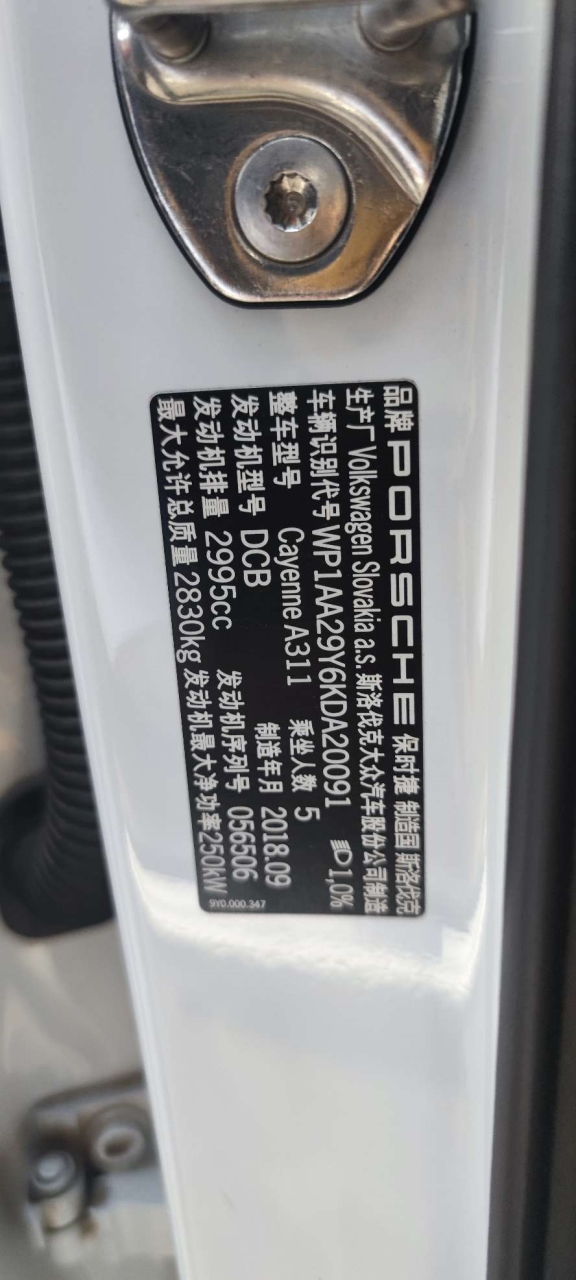 品牌 PORSCHE 保时捷 制造国 斯洛伐克
生产厂 Volkswagen Slovakia a.s. 斯洛伐克大众汽车股份公司制造
车辆识别代号 WP1AA29Y6KDA20091 1,0%
整车型号 Cayenne A311 乘坐人数 5
发动机型号 DCB 制造年月 2018.09
发动机排量 2995cc 发动机序列号 056506
最大允许总质量 2830kg 发动机最大净功率 250kW
9Y0.000.347